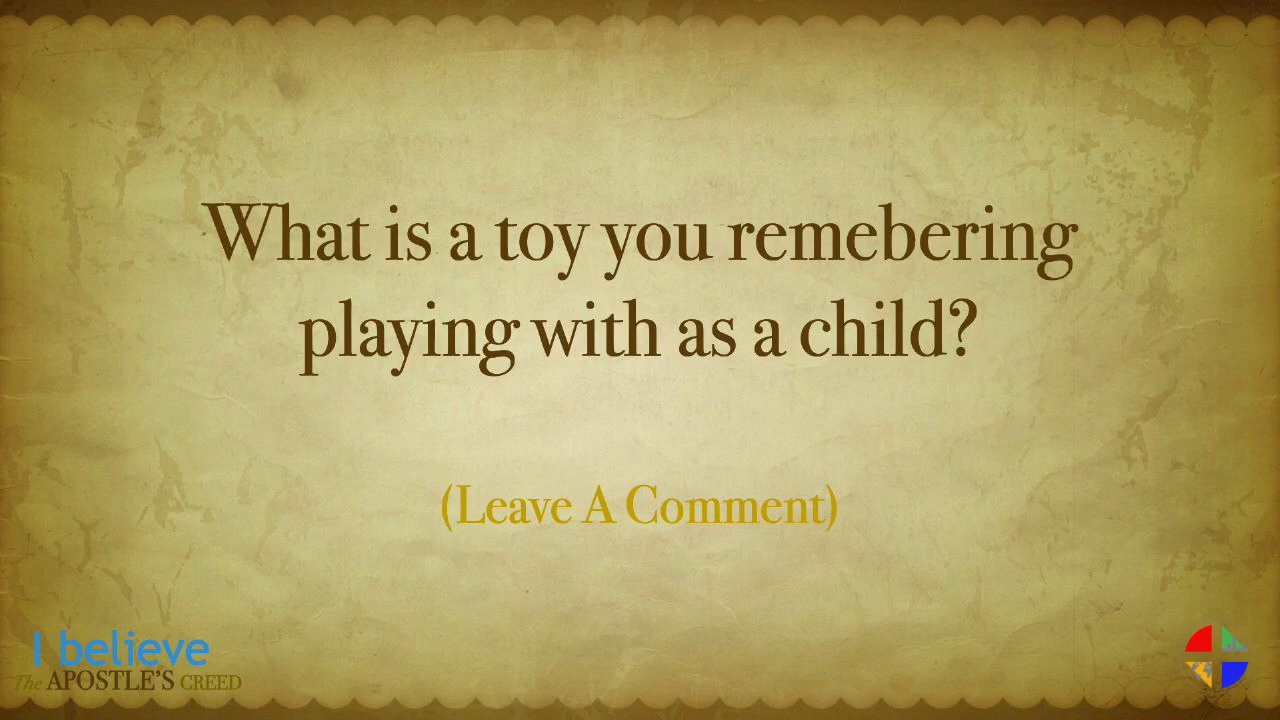 What is a toy you remebering
playing with as a child?
(Leave A Comment)
I believe
The APOSTLE'S CREED